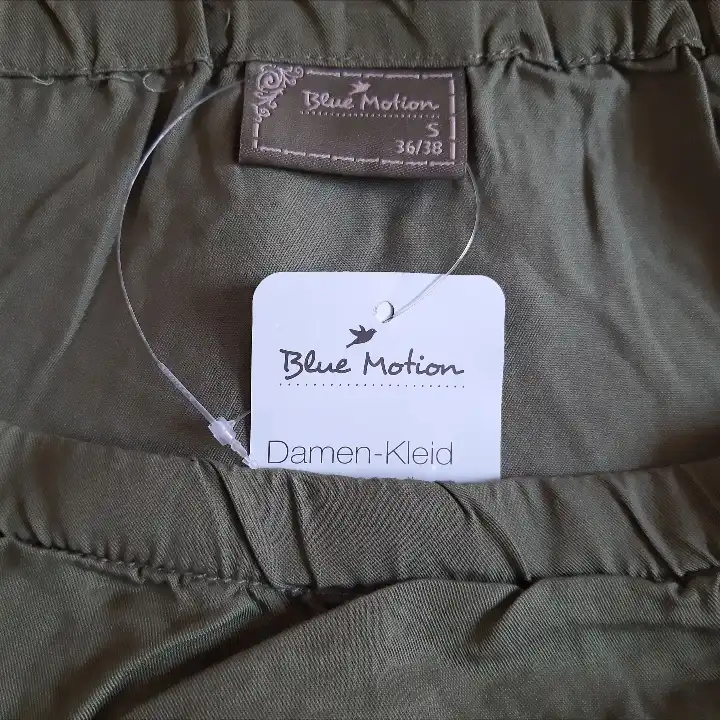 Blue Motion
S
36/38
Blue Motion
Damen-Kleid